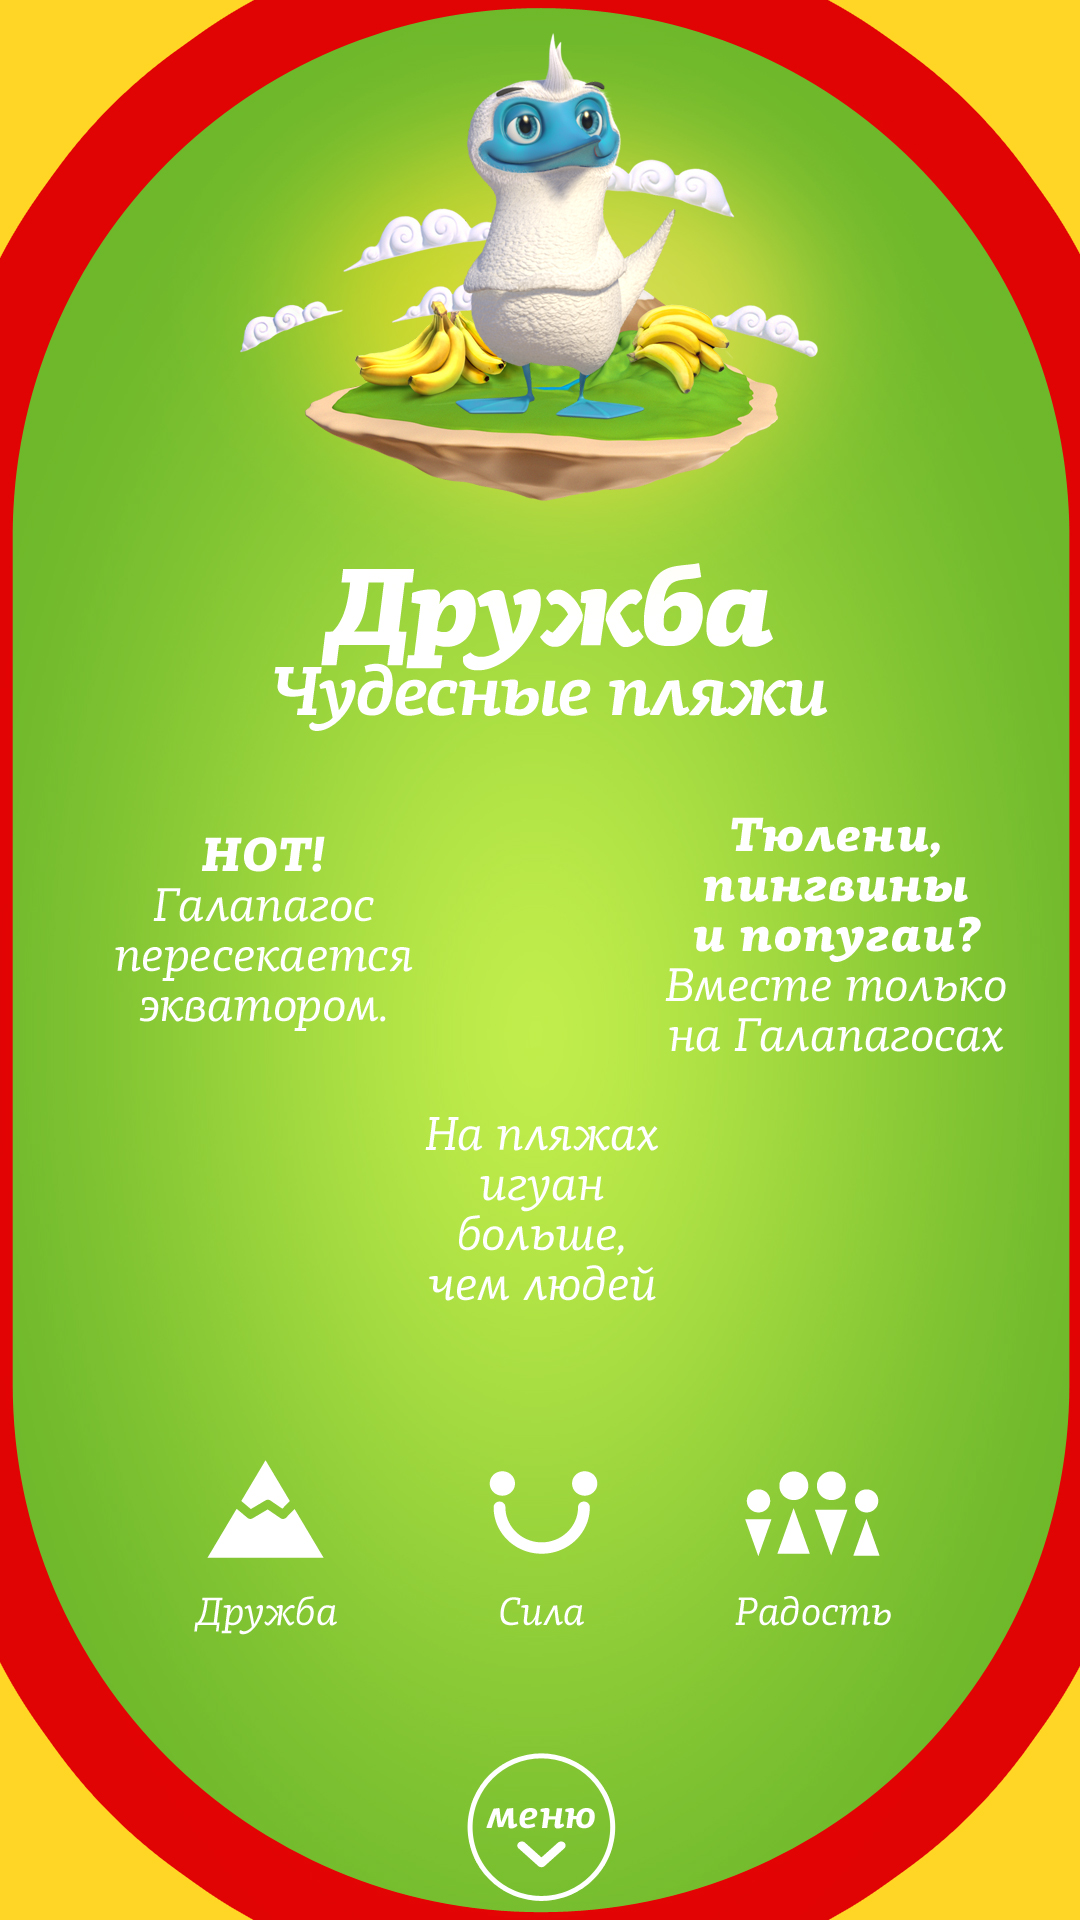 Дружба
Чудесные пляжи
НОТ!
Галапагос
пересекается
экватором.
Тюлени,
пингвины
и попугаи?
Вместе только
на Галапагосах
На пляжах
игуан
больше,
чем людей
Дружба
Сила
Радость
меню